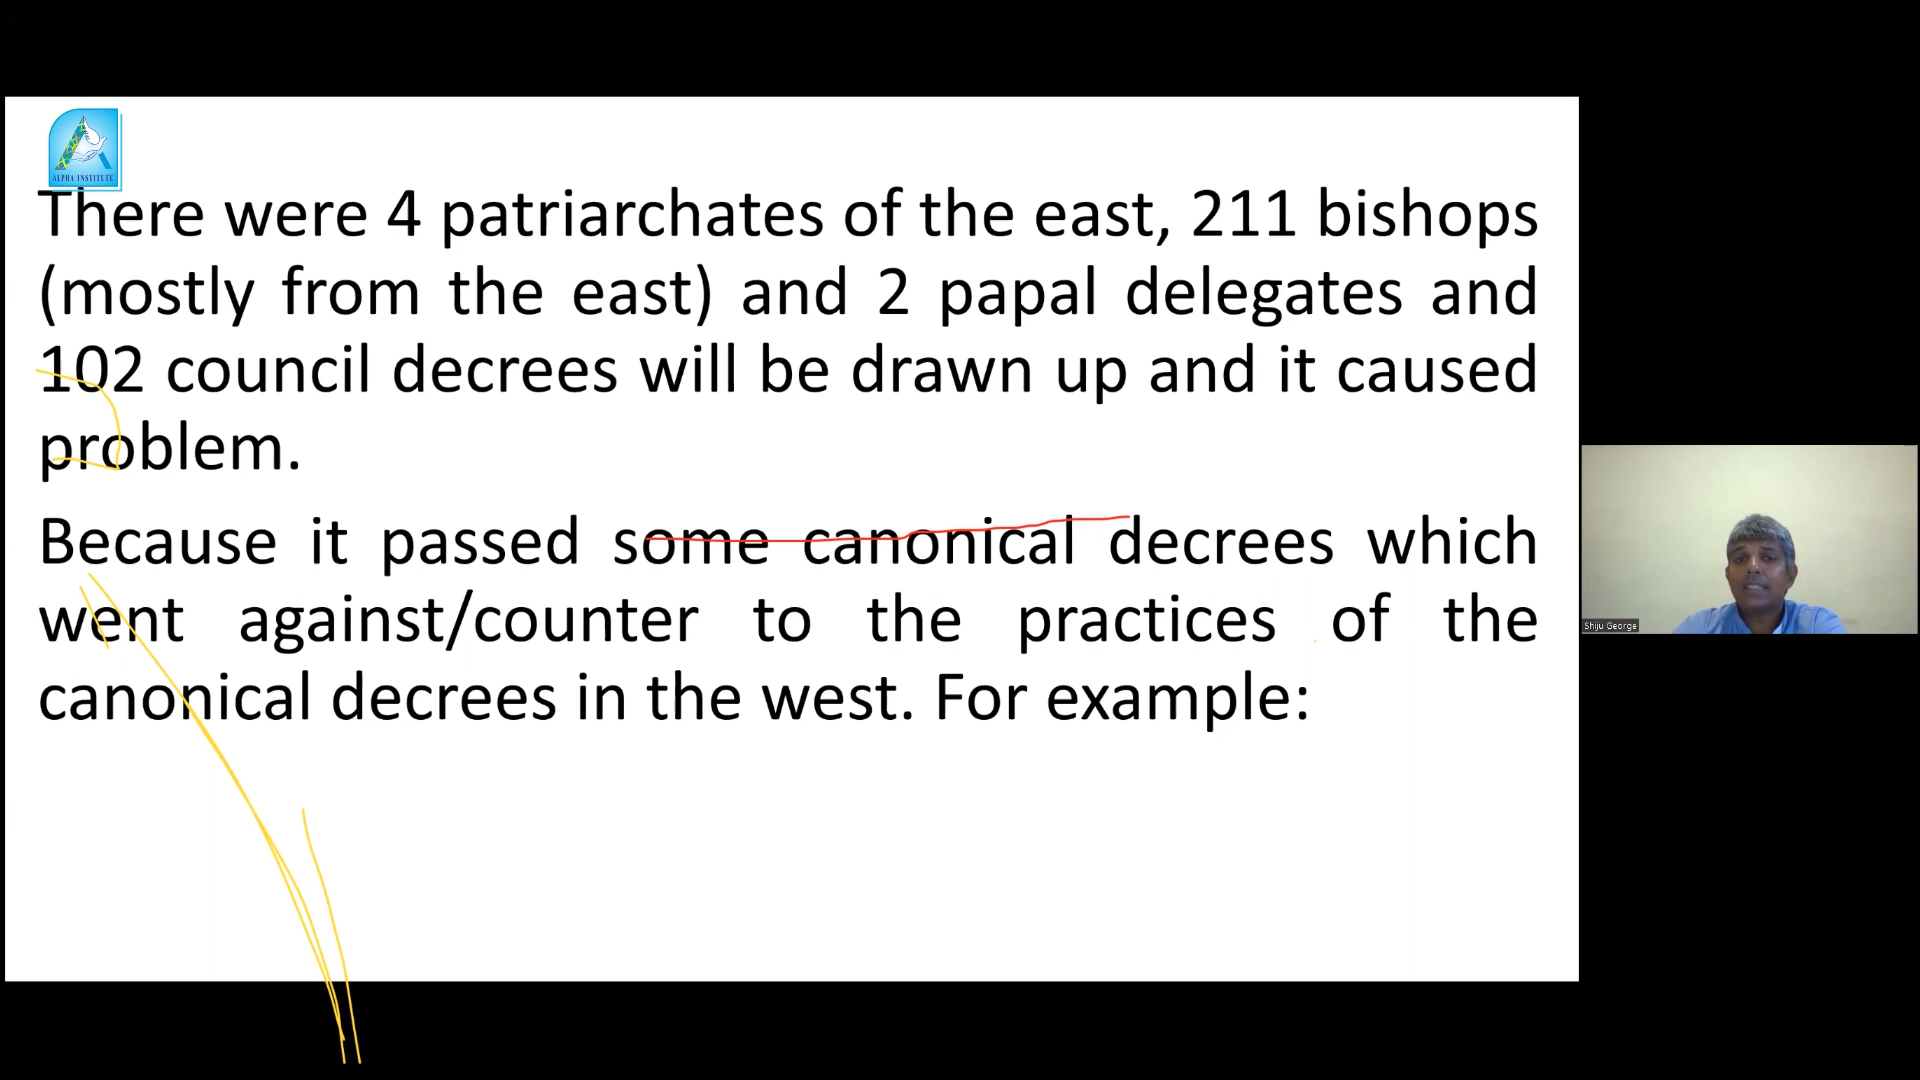 ALPHA INSTITUTE
There were 4 patriarchates of the east, 211 bishops
(mostly from the east) and 2 papal delegates and
102 council decrees will be drawn up and it caused
problem.
Because it passed some canonical decrees which
went against/counter to the practices of the
canonical decrees in the west. For example:
Shiju George